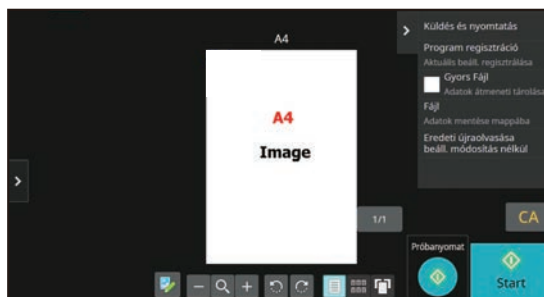 A4
A4
Image
1/1
Küldés és nyomtatás
Program regisztráció
Aktuális beáll. regisztrálása
Gyors Fájl
Adatok átmeneti tárolása
Fájl
Adatok mentése mappába
Eredeti újraolvasása
beáll. módosítás nélkül
CA
Próbanyomat
Start